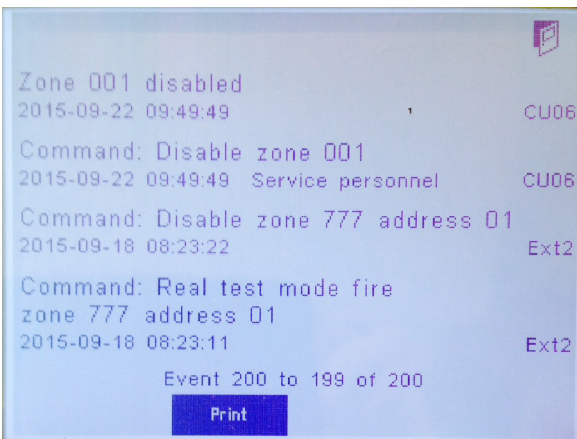 Zone 001 disabled
2015-09-22 09:49:49 CU06
Command: Disable zone 001
2015-09-22 09:49:49 Service personnel CU06
Command: Disable zone 777 address 01
2015-09-18 08:23:22 Ext2
Command: Real test mode fire
zone 777 address 01
2015-09-18 08:23:11 Ext2
Event 200 to 199 of 200
Print